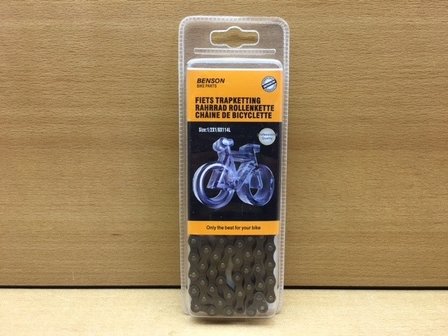 BENSON
BIKE PARTS
FIETS TRAPKETTING
RAHRRAD ROLLENKETTE
CHAÎNE DE BICYCLETTE
Size:1/2X1/8X114L
Only the best for your bike